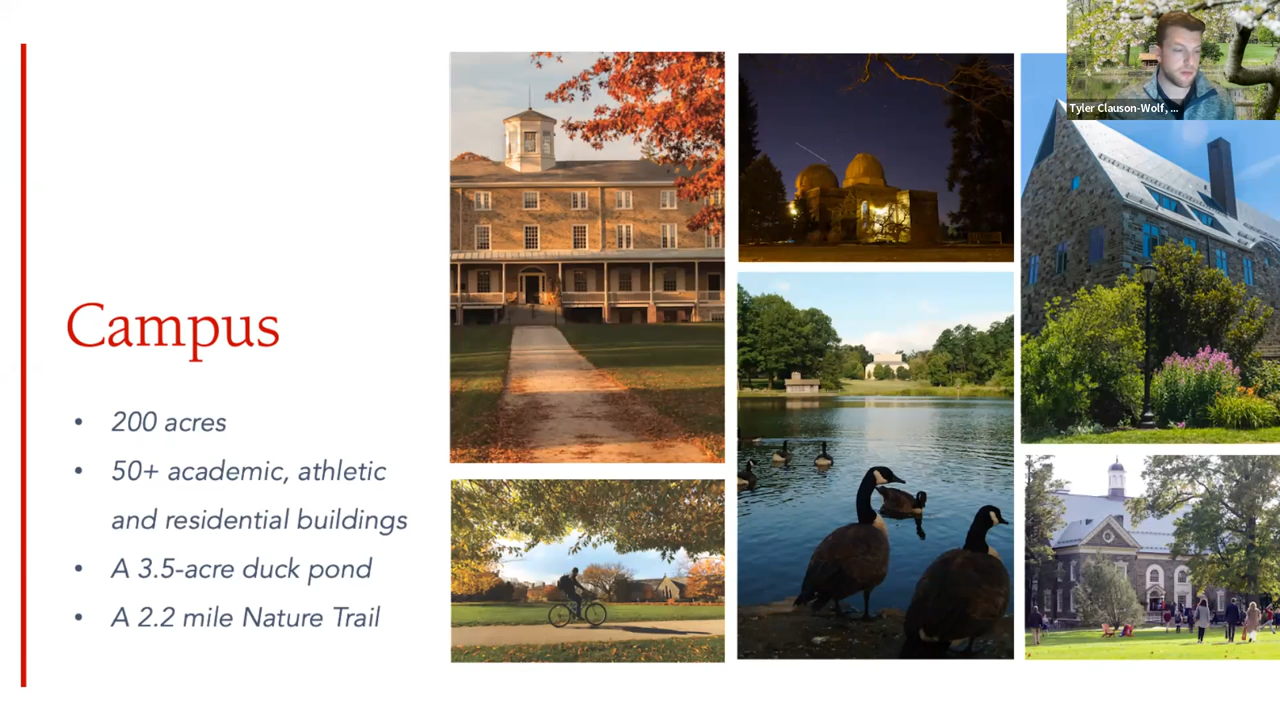 Tyler Clauson-Wolf, ...
Campus
• 200 acres
• 50+ academic, athletic
and residential buildings
• A 3.5-acre duck pond
• A 2.2 mile Nature Trail